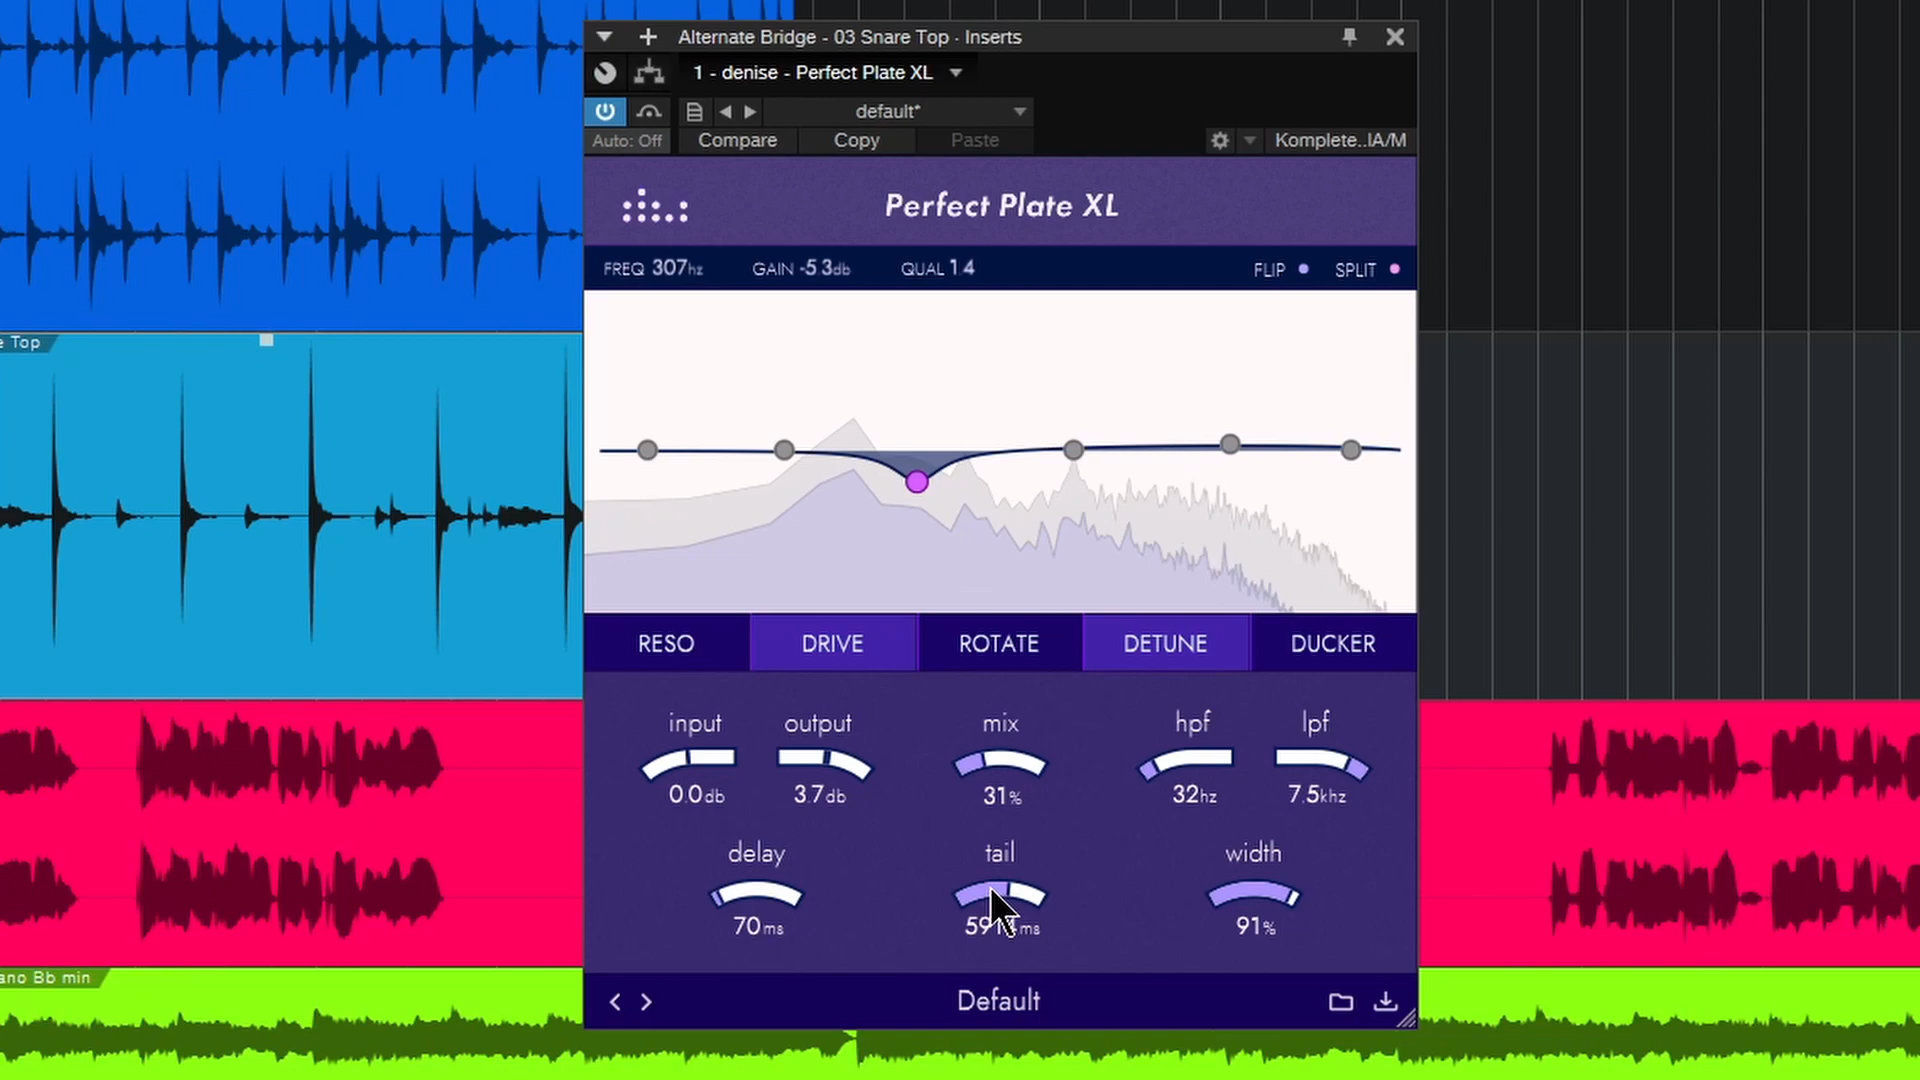 Alternate Bridge - 03 Snare Top - Inserts
1 - denise - Perfect Plate XL
default*
Auto: Off
Compare
Copy
Paste
Komplete..IA/M
Perfect Plate XL
FREQ 307hz
GAIN -5.3db
QUAL 1.4
FLIP
SPLIT
Top
RESO
DRIVE
ROTATE
DETUNE
DUCKER
input
output
mix
hpf
lpf
0.0db
3.7db
31%
32hz
7.5khz
delay
tail
width
70ms
ms
91%
Bb min
Default